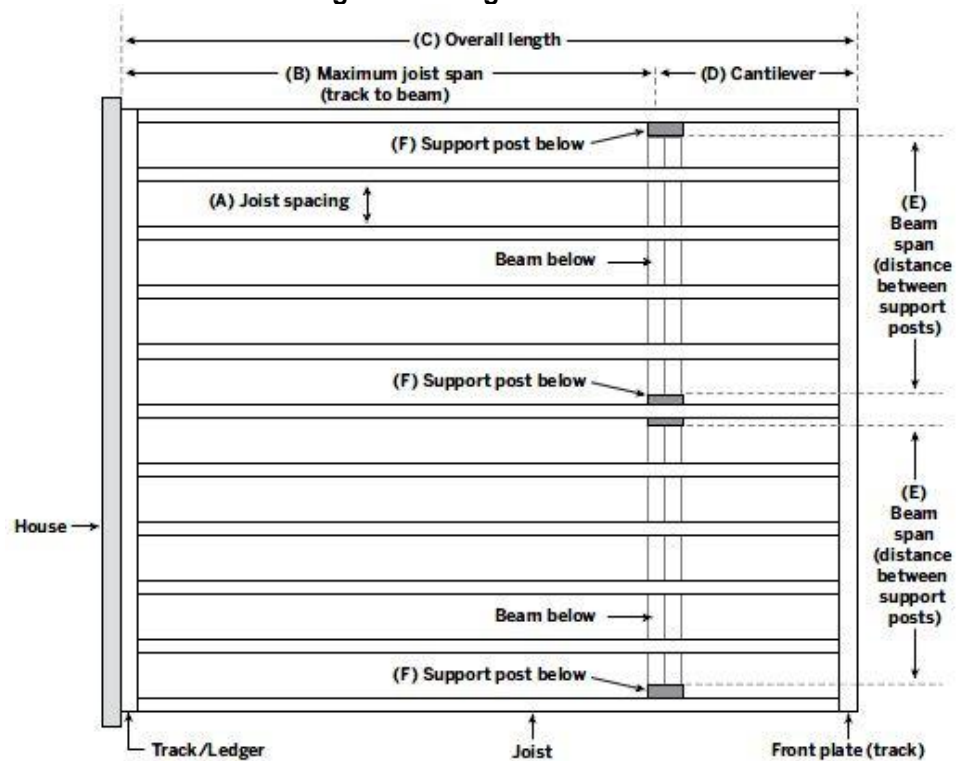 (C) Overall length
(B) Maximum joist span
(track to beam)
(D) Cantilever
(F) Support post below
(A) Joist spacing
(E)
Beam
span
(distance
between
support
posts)
Beam below
(F) Support post below
(E)
Beam
span
(distance
between
support
posts)
House
Beam below
(F) Support post below
Track/Ledger
Joist
Front plate (track)